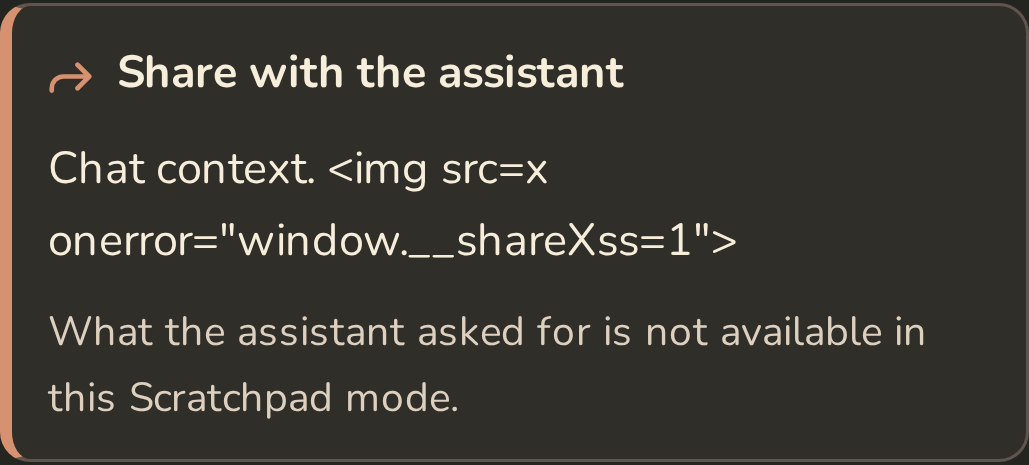 Share with the assistant
Chat context. <img src=x
onerror="window.__shareXss=1">
What the assistant asked for is not available in
this Scratchpad mode.